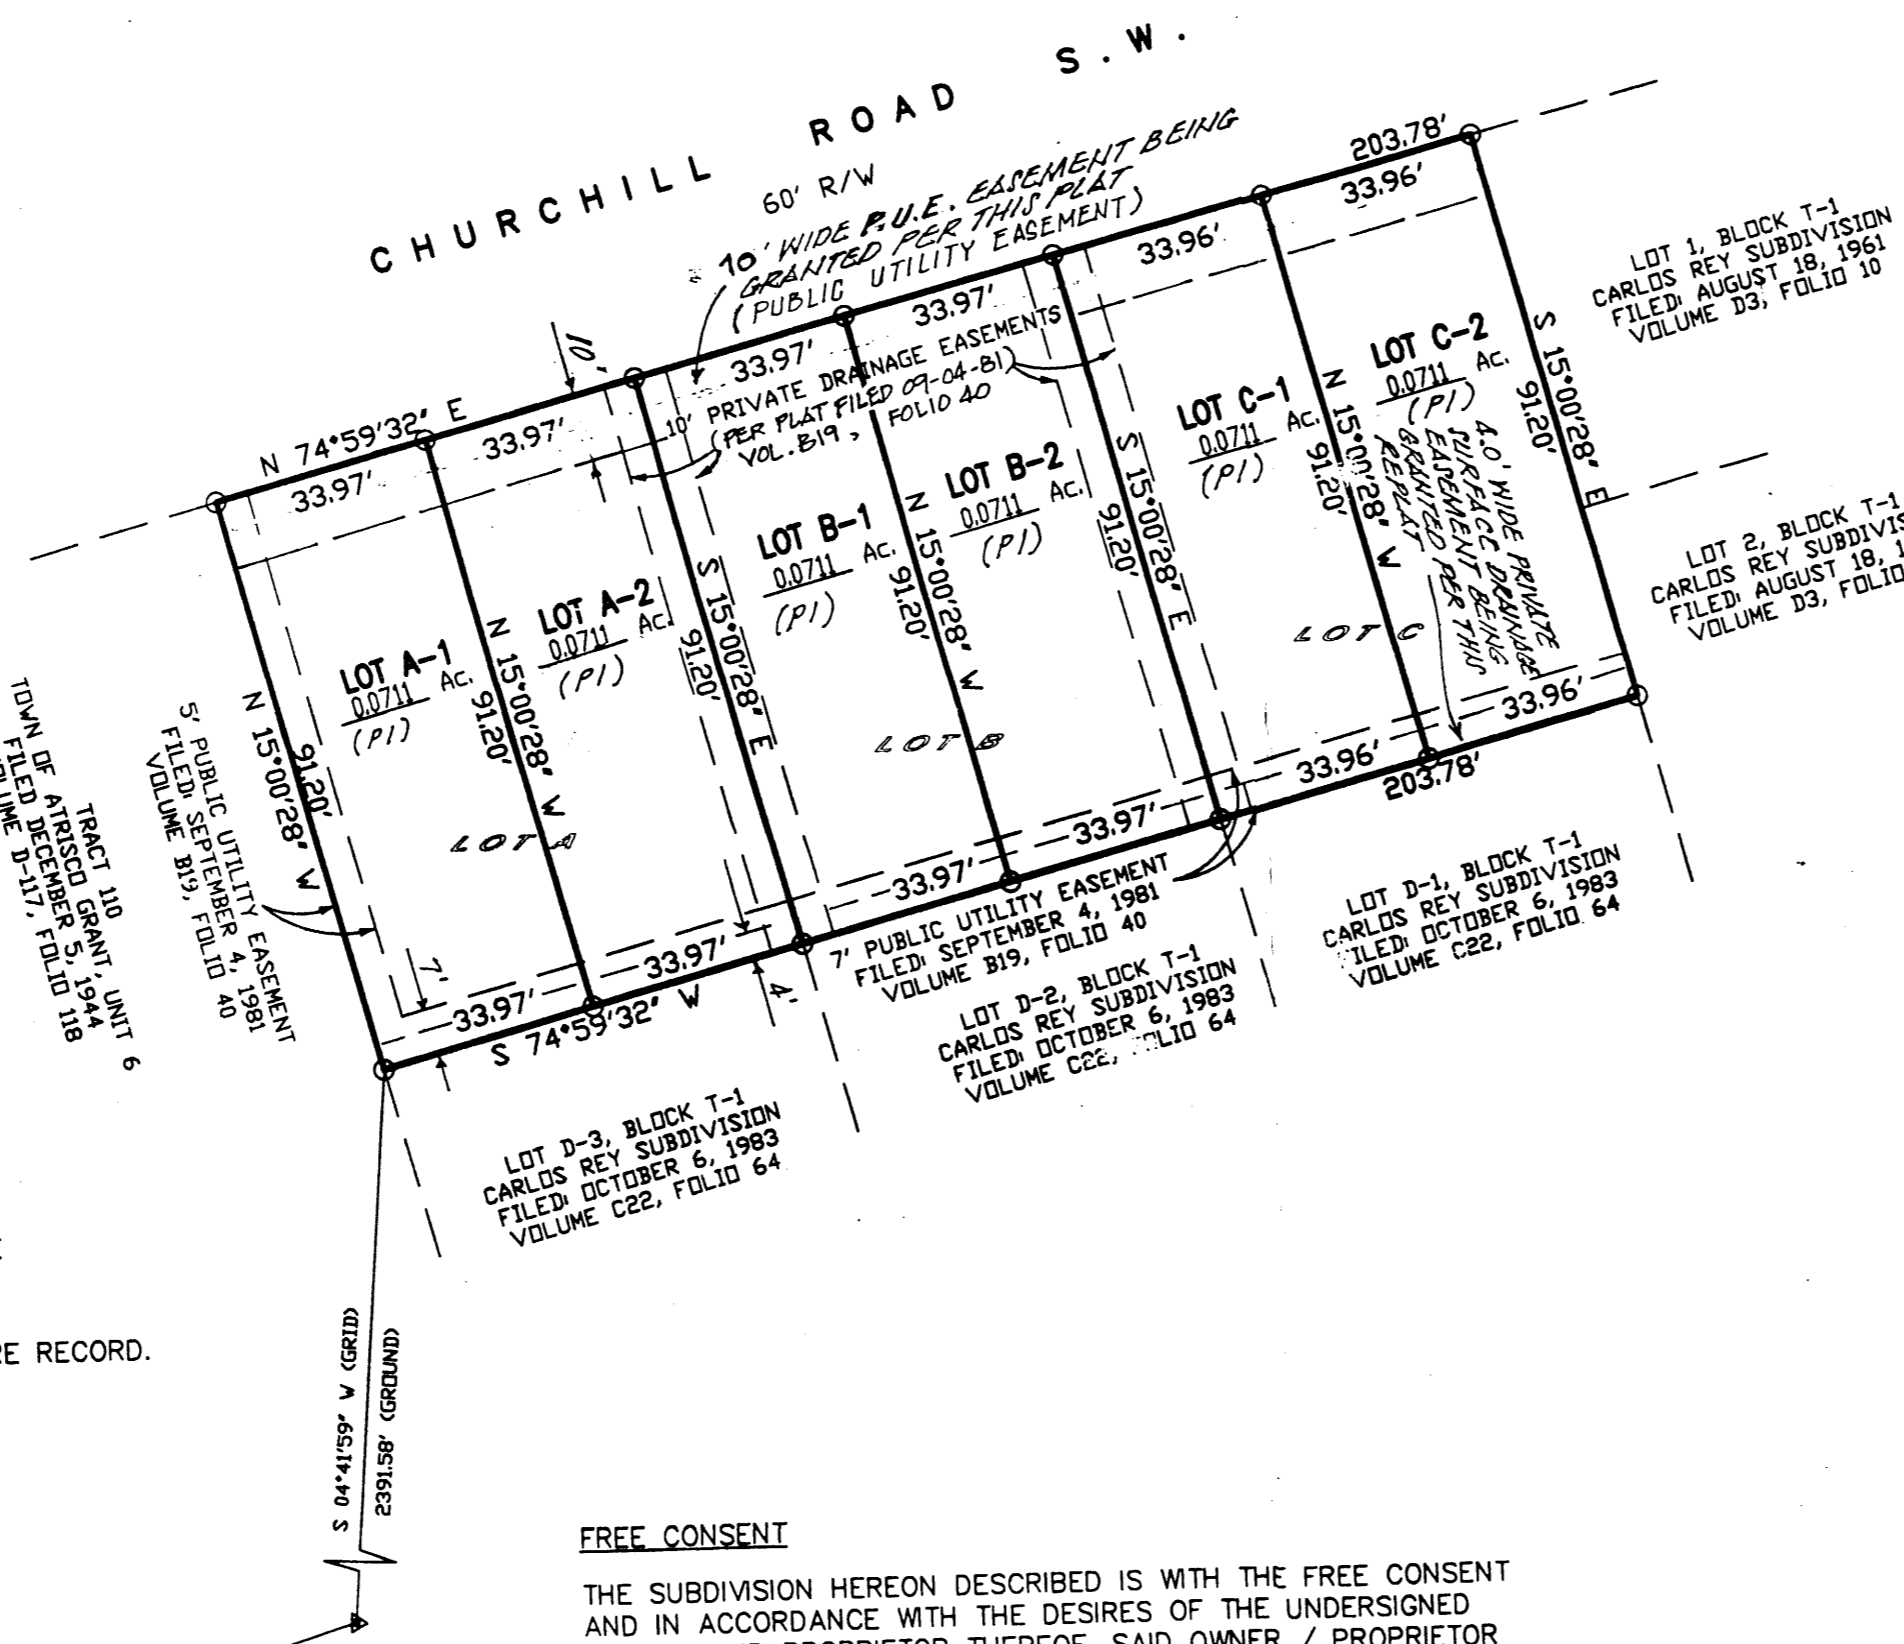 CHURCHILL ROAD S.W.
60' R/W
10' WIDE P.U.E. EASEMENT BEING
GRANTED PER THIS PLAT
(PUBLIC UTILITY EASEMENT)
203.78'
33.96'
33.96'
33.97'
33.97'
33.97'
33.97'
N 74°59'32" E
10'
10' PRIVATE DRAINAGE EASEMENTS
(PER PLAT FILED 09-04-81)
VOL. B19, FOLIO 40
LOT 1, BLOCK T-1
CARLOS REY SUBDIVISION
FILED: AUGUST 18, 1961
VOLUME D3, FOLIO 10
LOT 2, BLOCK T-1
CARLOS REY
FILED: AUGUST 18,
VOLUME D3,
LOT C-2
0.0711 Ac.
(P1)
LOT C-1
0.0711 Ac.
(P1)
LOT B-2
0.0711 Ac.
(P1)
LOT B-1
0.0711 Ac.
(P1)
LOT A-2
0.0711 Ac.
(P1)
LOT A-1
0.0711 Ac.
(P1)
4.0' WIDE PRIVATE
SURFACE DRAINAGE
EASEMENT BEING
GRANTED PER THIS
REPLAT
N 15°00'28" W
91.20'
N 15°00'28" W
91.20'
S 15°00'28" E
91.20'
N 15°00'28" W
91.20'
S 15°00'28" E
91.20'
N 15°00'28" W
91.20'
S 15°00'28" E
91.20'
LOT A
LOT B
LOT C
TRACT 110
TOWN OF ATRISCO GRANT, UNIT 6
FILED DECEMBER 5, 1944
D-117, FOLIO 118
5' PUBLIC UTILITY EASEMENT
FILED: SEPTEMBER 4, 1981
VOLUME B19, FOLIO 40
7'
4'
33.97'
33.97'
33.97'
33.97'
33.96'
33.96'
203.78'
S 74°59'32" W
7' PUBLIC UTILITY EASEMENT
FILED: SEPTEMBER 4, 1981
VOLUME B19, FOLIO 40
LOT D-1, BLOCK T-1
CARLOS REY SUBDIVISION
FILED: OCTOBER 6, 1983
VOLUME C22, FOLIO 64
LOT D-2, BLOCK T-1
CARLOS REY SUBDIVISION
FILED: OCTOBER 6, 1983
VOLUME C22, FOLIO 64
LOT D-3, BLOCK T-1
CARLOS REY SUBDIVISION
FILED: OCTOBER 6, 1983
VOLUME C22, FOLIO 64
S 04°41'59" W (GRID)
2391.58' (GROUND)
RECORD.
FREE CONSENT
THE SUBDIVISION HEREON DESCRIBED IS WITH THE FREE CONSENT
AND IN ACCORDANCE WITH THE DESIRES OF THE UNDERSIGNED
PROPRIETOR THEREOF. SAID OWNER / PROPRIETOR